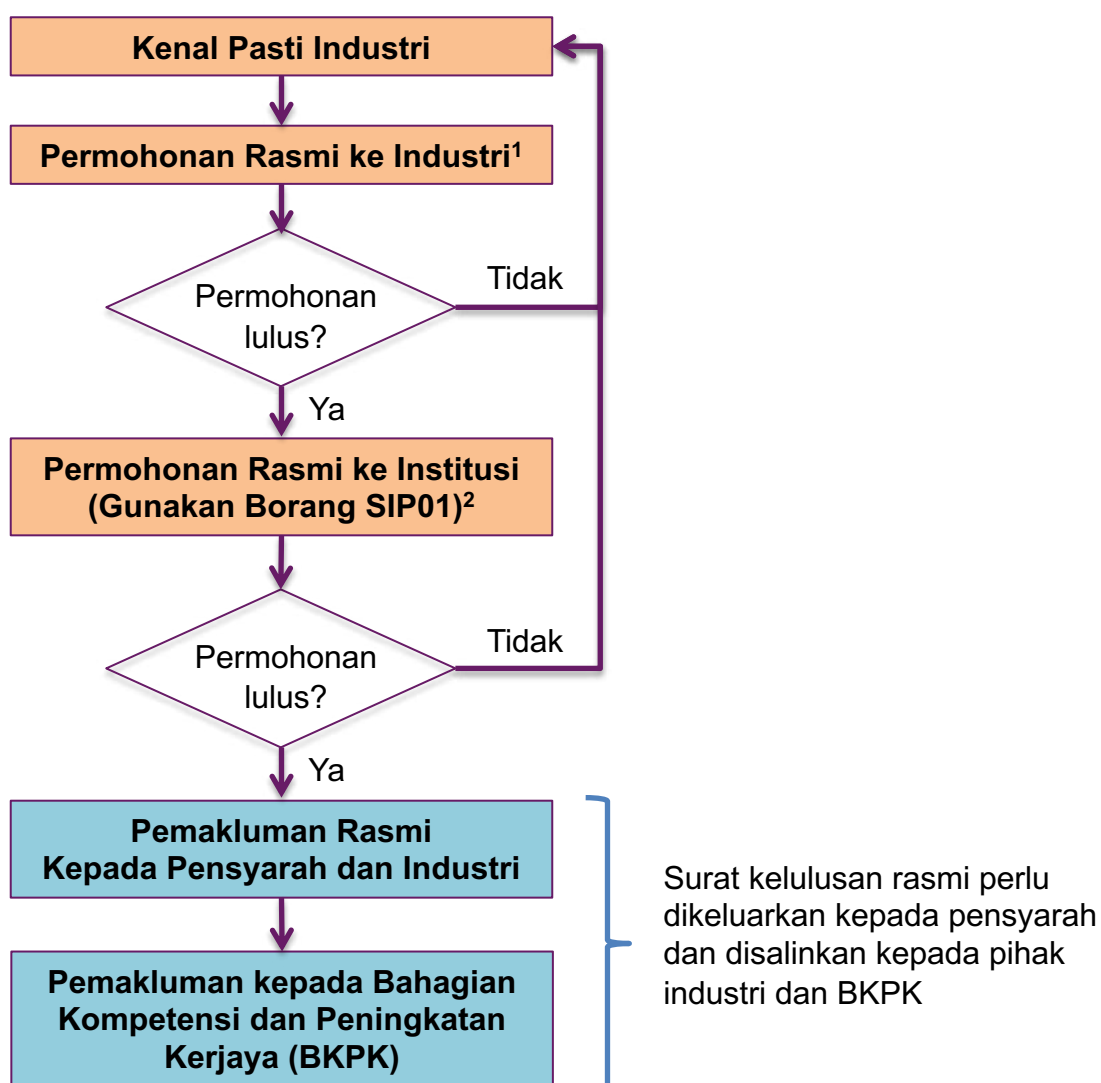 Kenal Pasti Industri
Permohonan Rasmi ke Industri¹
Permohonan
lulus?
Tidak
Ya
Permohonan Rasmi ke Institusi
(Gunakan Borang SIP01)²
Permohonan
lulus?
Tidak
Ya
Pemakluman Rasmi
Kepada Pensyarah dan Industri
Pemakluman kepada Bahagian
Kompetensi dan Peningkatan
Kerjaya (BKPK)
Surat kelulusan rasmi perlu
dikeluarkan kepada pensyarah
dan disalinkan kepada pihak
industri dan BKPK